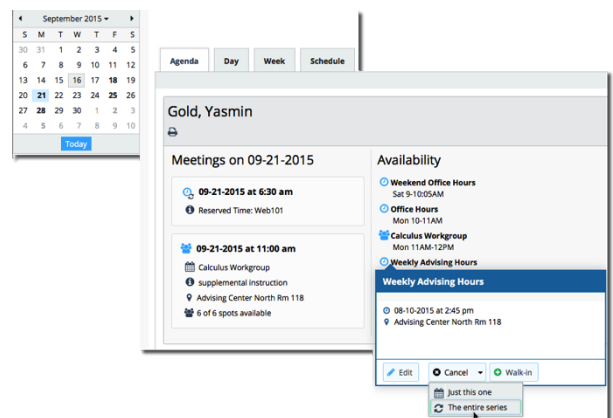 September 2015
S M T W T F S
30 31 1 2 3 4 5
6 7 8 9 10 11 12
13 14 15 16 17 18 19
20 21 22 23 24 25 26
27 28 29 30 1 2 3
4 5 6 7 8 9 10
Today
Agenda Day Week Schedule
Gold, Yasmin
Meetings on 09-21-2015
09-21-2015 at 6:30 am
Reserved Time: Web101
09-21-2015 at 11:00 am
Calculus Workgroup
supplemental instruction
Advising Center North Rm 118
6 of 6 spots available
Availability
Weekend Office Hours
Sat 9-10:05AM
Office Hours
Mon 10-11AM
Calculus Workgroup
Mon 11AM-12PM
Weekly Advising Hours
Weekly Advising Hours
08-10-2015 at 2:45 pm
Advising Center North Rm 118
Edit Cancel Walk-in
Just this one
The entire series